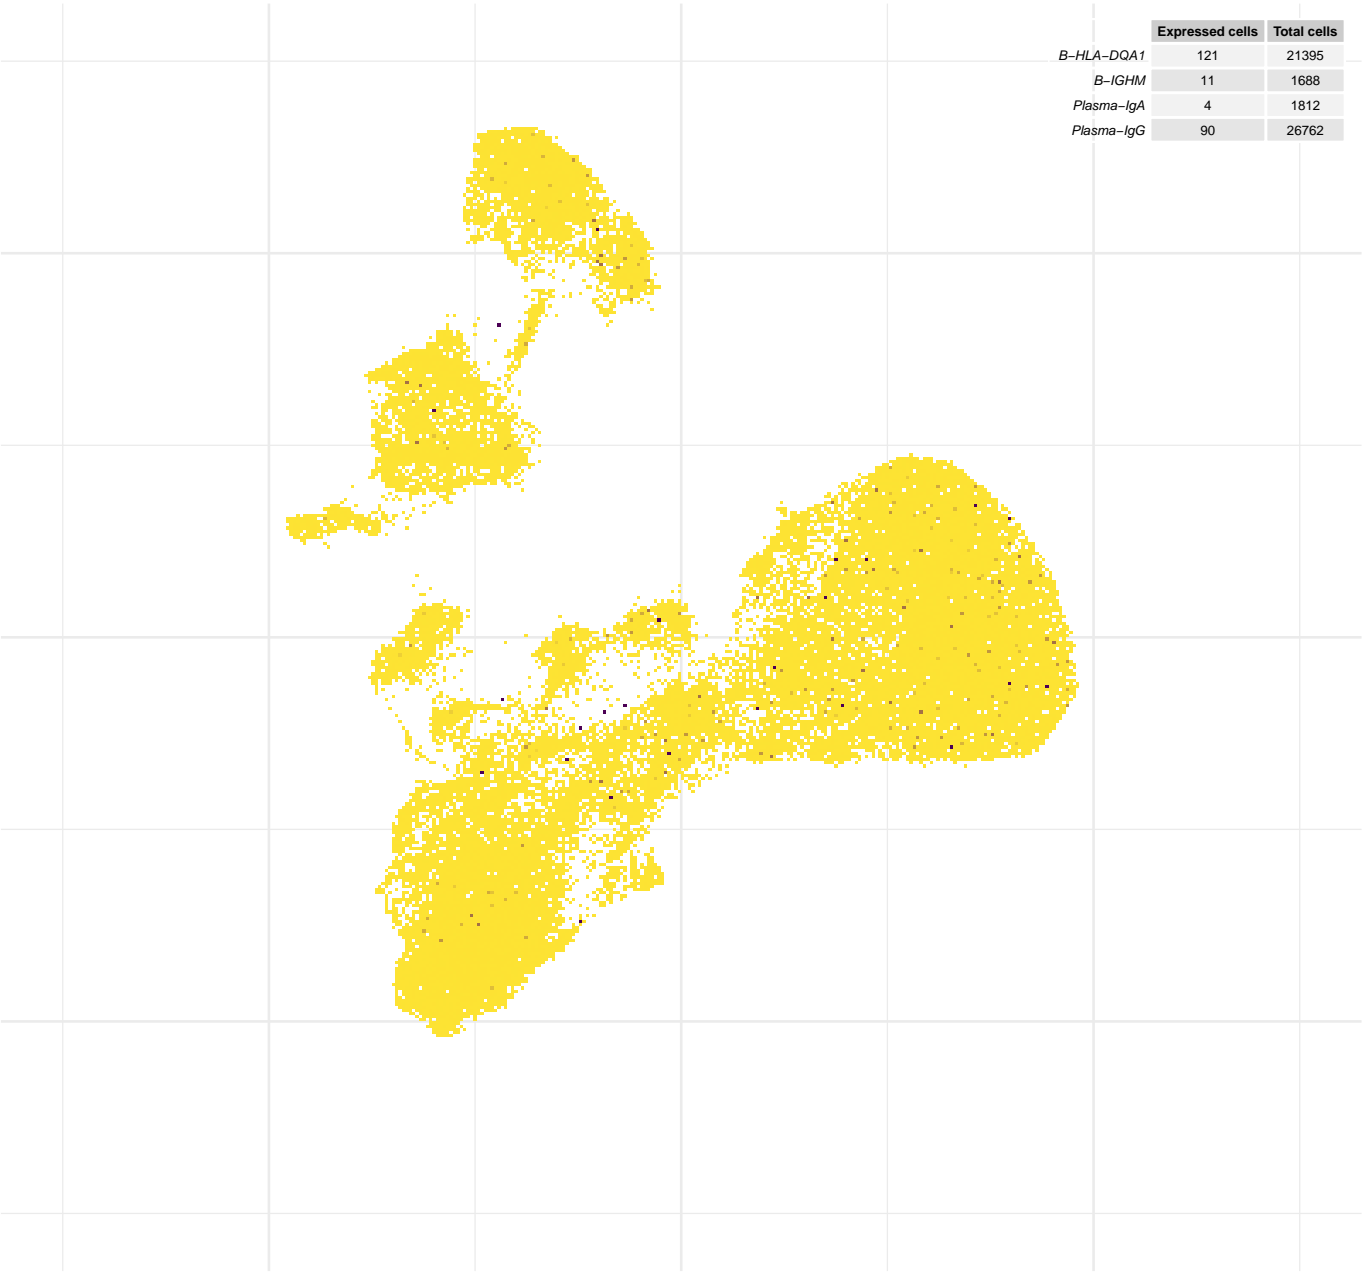 Expressed cells Total cells
B−HLA−DQA1 121 21395
B−IGHM 11 1688
Plasma−IgA 4 1812
Plasma−IgG 90 26762